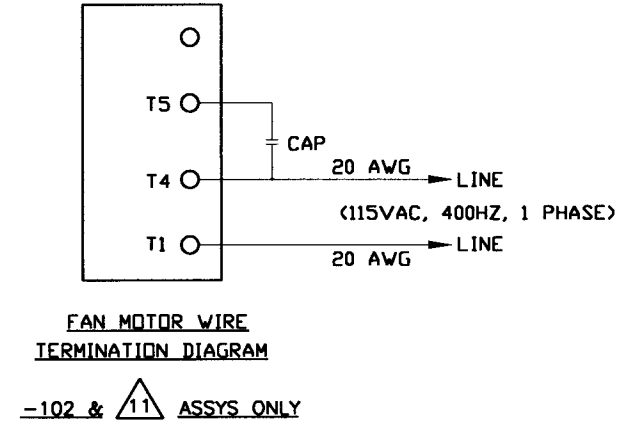 T5
CAP
20 AWG
T4
LINE
(115VAC, 400HZ, 1 PHASE)
T1
LINE
20 AWG
FAN MOTOR WIRE
TERMINATION DIAGRAM
-102 & 11 ASSYS ONLY